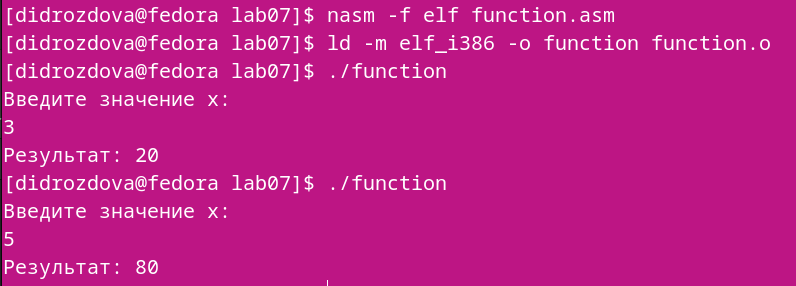 [didrozdova@fedora lab07]$ nasm -f elf function.asm
[didrozdova@fedora lab07]$ ld -m elf_i386 -o function function.o
[didrozdova@fedora lab07]$ ./function
Введите значение x:
3
Результат: 20
[didrozdova@fedora lab07]$ ./function
Введите значение x:
5
Результат: 80